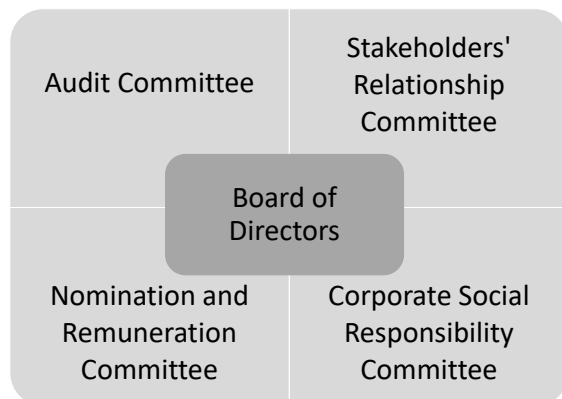 Audit Committee
Stakeholders'
Relationship
Committee
Board of
Directors
Nomination and
Remuneration
Committee
Corporate Social
Responsibility
Committee